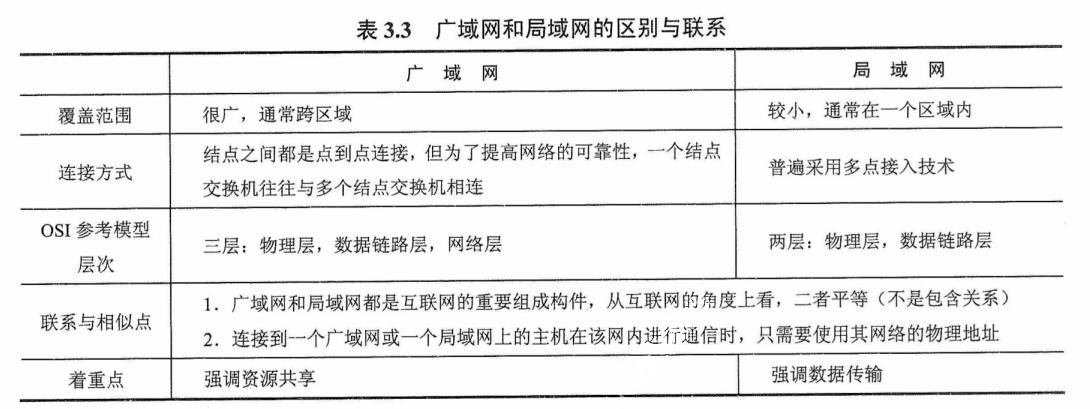 表 3.3 广域网和局域网的区别与联系
广 域 网 局 域 网
覆盖范围 很广，通常跨区域 较小，通常在一个区域内
连接方式 结点之间都是点到点连接，但为了提高网络的可靠性，一个结点 普遍采用多点接入技术
交换机往往与多个结点交换机相连
OSI 参考模型 三层：物理层，数据链路层，网络层 两层：物理层，数据链路层
层次
联系与相似点 1．广域网和局域网都是互联网的重要组成构件，从互联网的角度上看，二者平等（不是包含关系）
2．连接到一个广域网或一个局域网上的主机在该网内进行通信时，只需要使用其网络的物理地址
着重点 强调资源共享 强调数据传输